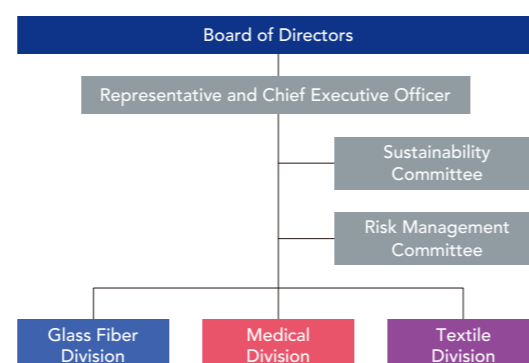 Board of Directors
Representative and Chief Executive Officer
Sustainability
Committee
Risk Management
Committee
Glass Fiber
Division
Medical
Division
Textile
Division